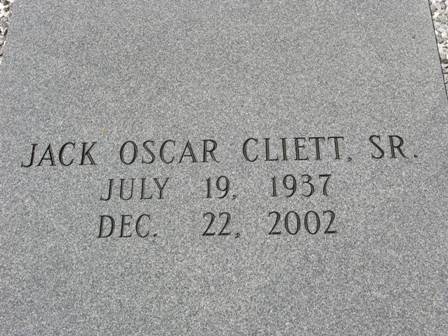 JACK OSCAR CLIETT, SR.
JULY 19, 1937
DEC. 22, 2002